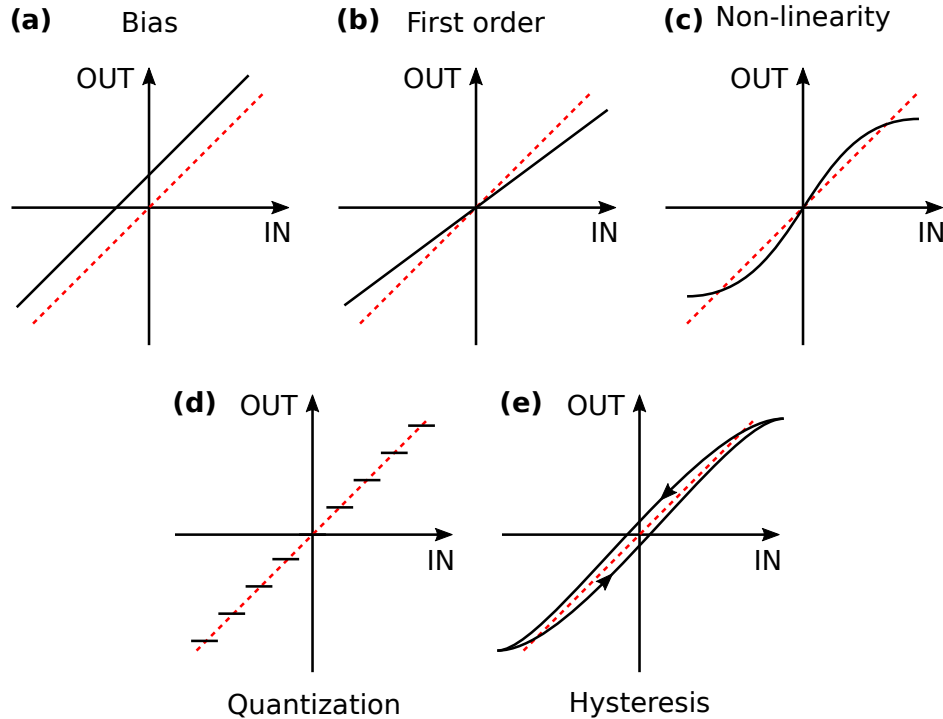 (a) Bias
OUT
IN
(b) First order
OUT
IN
(c) Non-linearity
OUT
IN
(d) OUT
IN
Quantization
(e) OUT
IN
Hysteresis